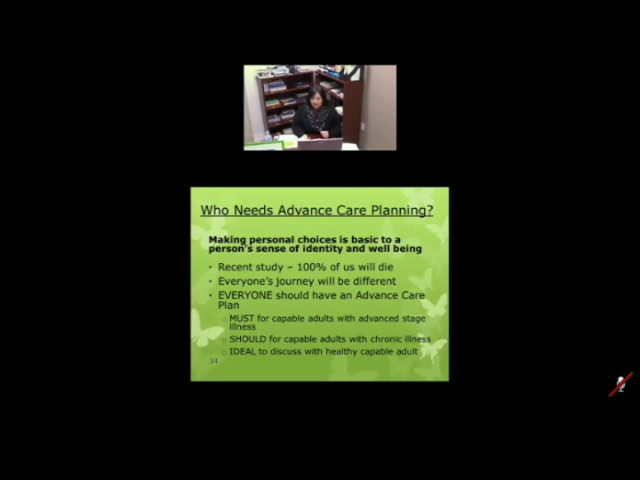 Who Needs Advance Care Planning?
Making personal choices is basic to a
person's sense of identity and well being
• Recent study – 100% of us will die
• Everyone's journey will be different
• EVERYONE should have an Advance Care
Plan
○ MUST for capable adults with advanced stage
illness
○ SHOULD for capable adults with chronic illness
○ IDEAL to discuss with healthy capable adult
34